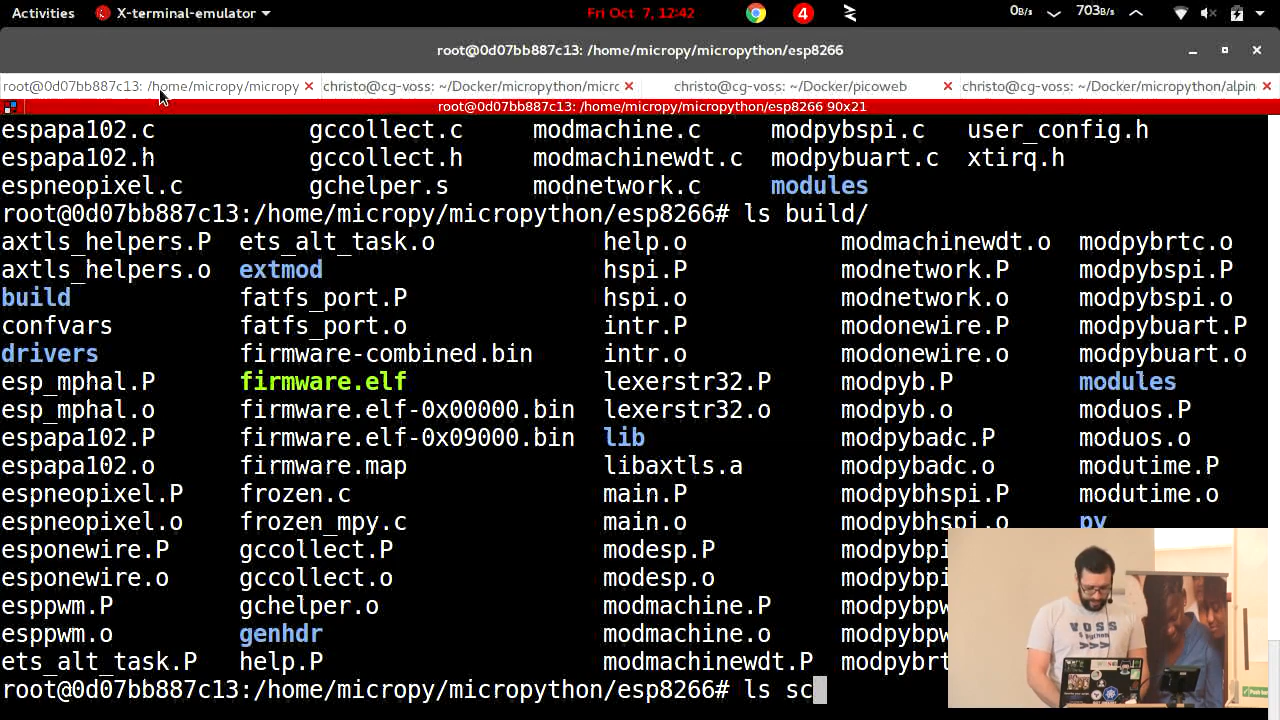 Activities X-terminal-emulator Fri Oct 7, 12:42 4 0B/s 703B/s
root@0d07bb887c13: /home/micropy/micropython/esp8266
root@0d07bb887c13: /home/micropy/micropy christo@cg-voss: ~/Docker/micropython/micro christo@cg-voss: ~/Docker/picoweb christo@cg-voss: ~/Docker/micropython/alpin
root@0d07bb887c13: /home/micropy/micropython/esp8266 90x21
espapa102.c gccollect.c modmachine.c modpybspi.c user_config.h
espapa102.h gccollect.h modmachinewdt.c modpybuart.c xtirq.h
espneopixel.c gchelper.s modnetwork.c modules
root@0d07bb887c13:/home/micropy/micropython/esp8266# ls build/
axtls_helpers.P ets_alt_task.o help.o modmachinewdt.o modpybrtc.o
axtls_helpers.o extmod hspi.P modnetwork.P modpybspi.P
build fatfs_port.P hspi.o modnetwork.o modpybspi.o
confvars fatfs_port.o intr.P modonewire.P modpybuart.P
drivers firmware-combined.bin intr.o modonewire.o modpybuart.o
esp_mphal.P firmware.elf lexerstr32.P modpyb.P modules
esp_mphal.o firmware.elf-0x00000.bin lexerstr32.o modpyb.o moduos.P
espapa102.P firmware.elf-0x09000.bin lib modpybadc.P moduos.o
espapa102.o firmware.map libaxtls.a modpybadc.o modutime.P
espneopixel.P frozen.c main.P modpybhspi.P modutime.o
espneopixel.o frozen_mpy.c main.o modpybhspi.o py
esponewire.P gccollect.P modesp.P modpybpi
esponewire.o gccollect.o modesp.o modpybpi
esppwm.P gchelper.o modmachine.P modpybpw
esppwm.o genhdr modmachine.o modpybpw
ets_alt_task.P help.P modmachinewdt.P modpybrt
root@0d07bb887c13:/home/micropy/micropython/esp8266# ls sc
VOSS